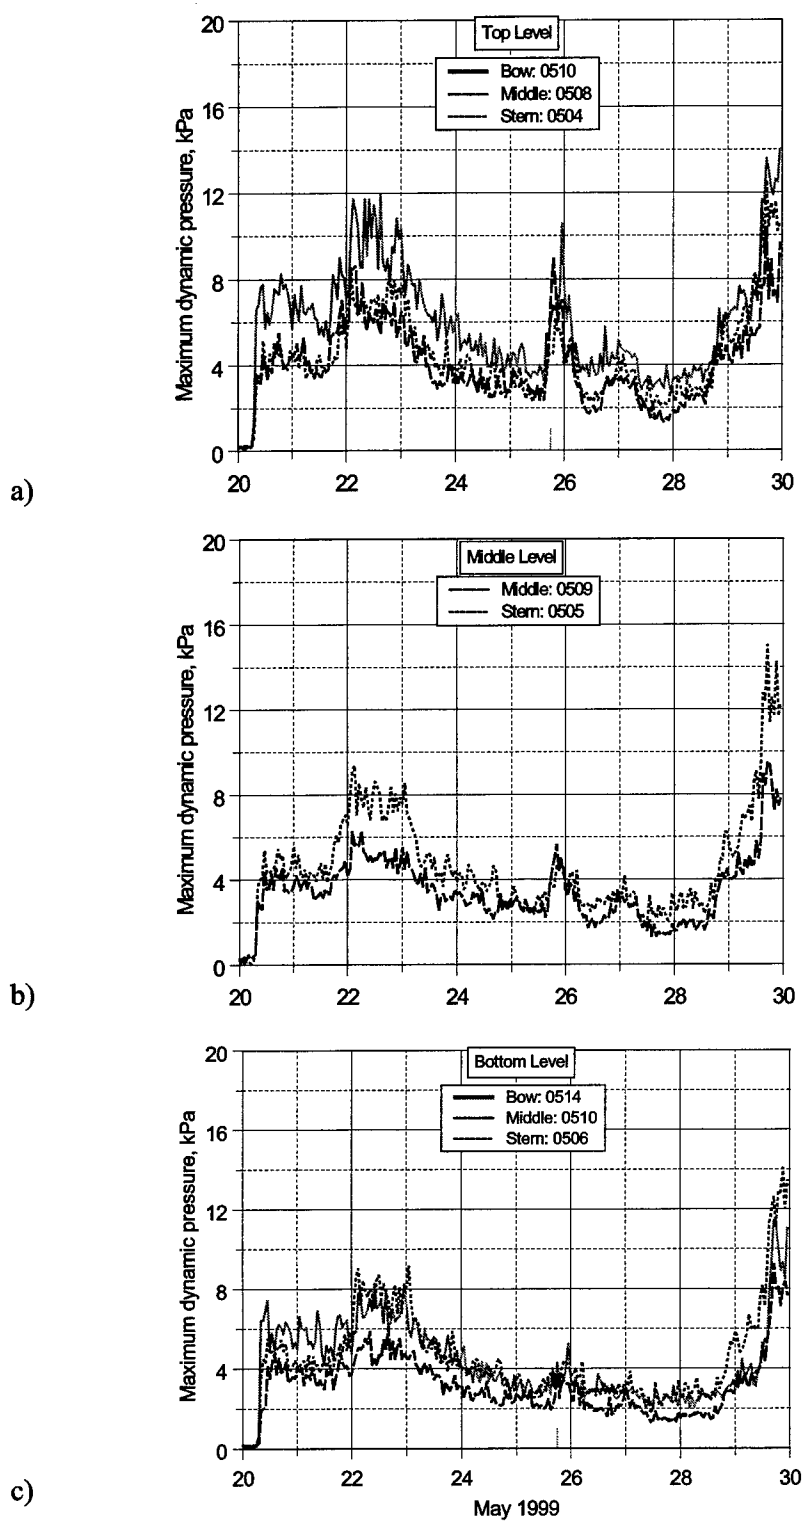 Top Level
Bow: 0510
Middle: 0508
Stern: 0504
Maximum dynamic pressure, kPa
20
16
12
8
4
0
20 22 24 26 28 30
a)
Middle Level
Middle: 0509
Stern: 0505
Maximum dynamic pressure, kPa
20
16
12
8
4
0
20 22 24 26 28 30
b)
Bottom Level
Bow: 0514
Middle: 0510
Stern: 0506
Maximum dynamic pressure, kPa
20
16
12
8
4
0
20 22 24 26 28 30
May 1999
c)